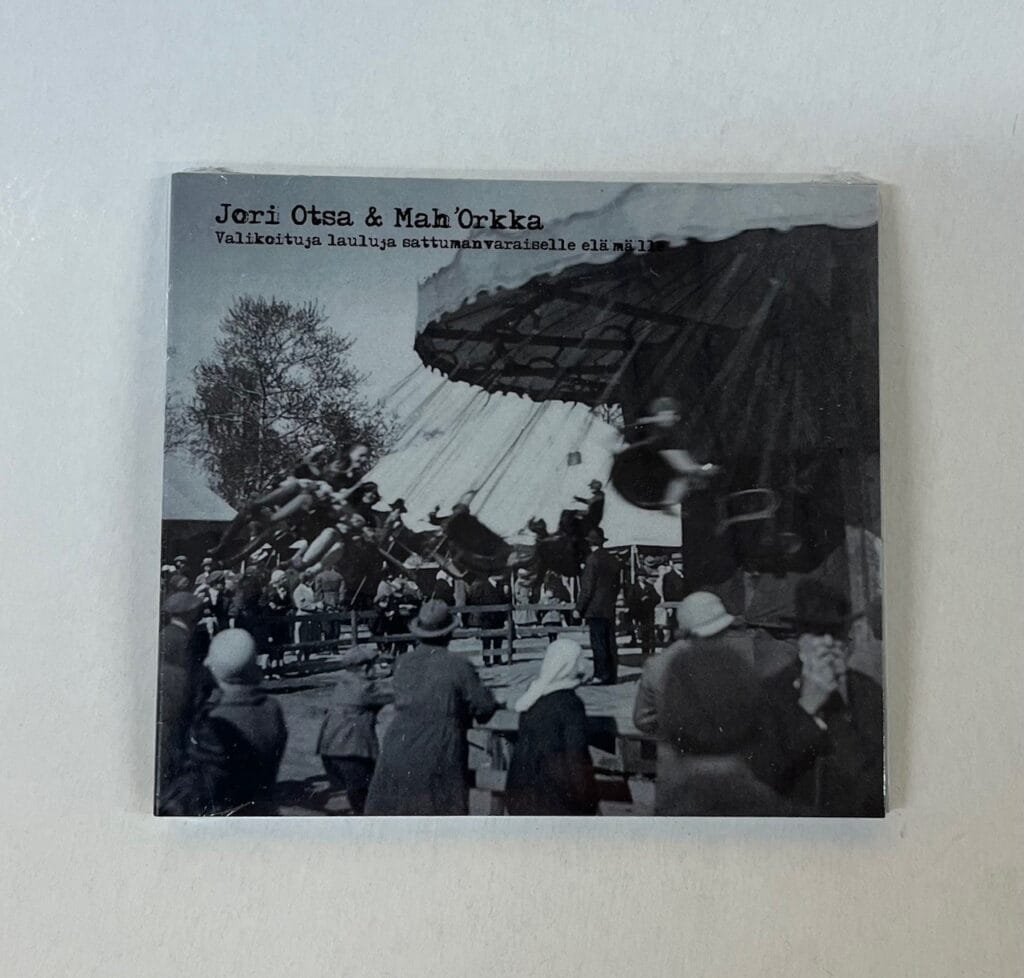 Jori Otsa & Mah'Orkka
Valikoituja lauluja sattumanvaraiselle elämälle